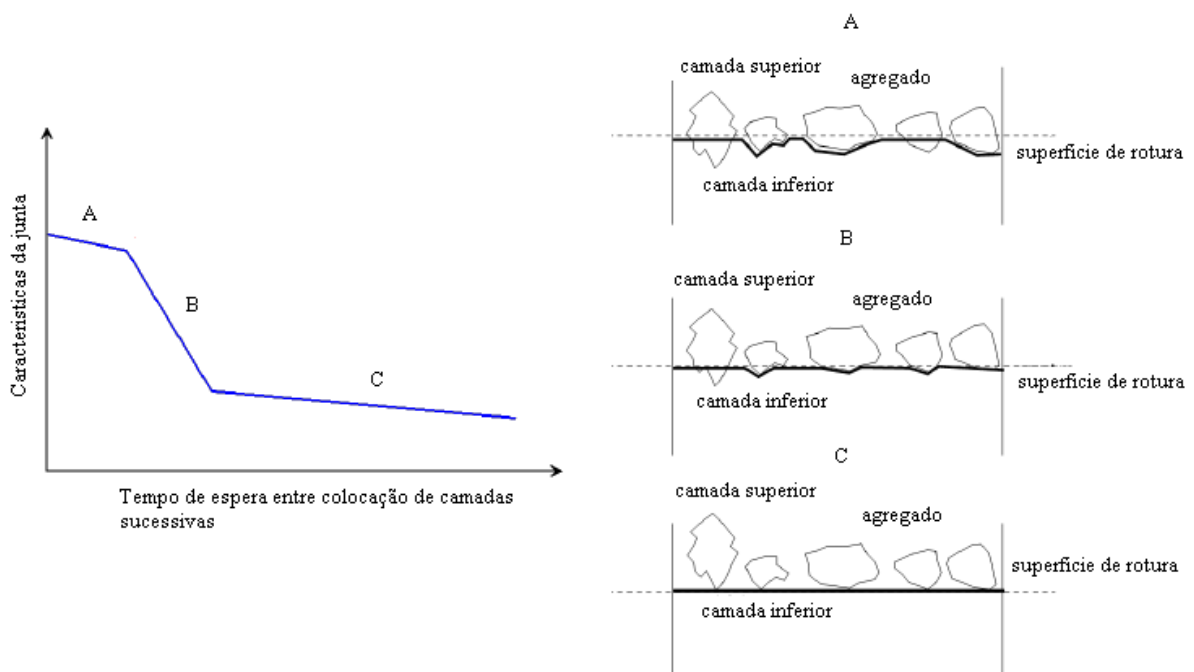 Características da junta
A
B
C
Tempo de espera entre colocação de camadas
sucessivas
A
camada superior
agregado
superfície de rotura
camada inferior
B
camada superior
agregado
superfície de rotura
camada inferior
C
camada superior
agregado
superfície de rotura
camada inferior